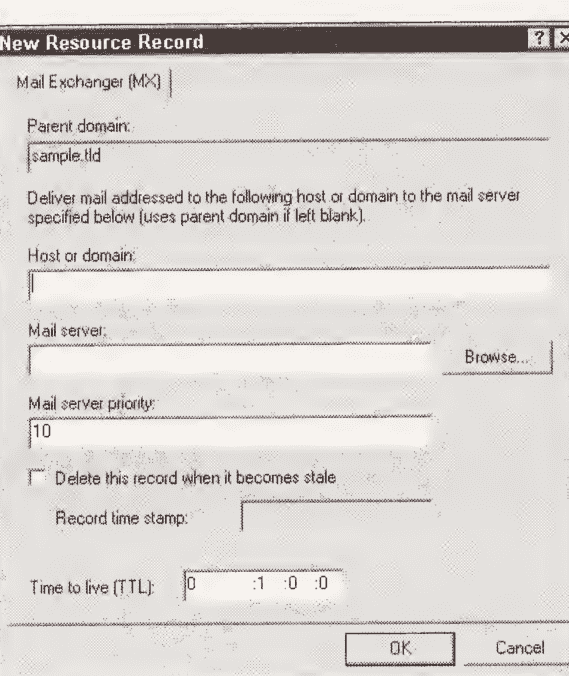 New Resource Record
Mail Exchanger (MX)
Parent domain:
sample.tld
Deliver mail addressed to the following host or domain to the mail server
specified below (uses parent domain if left blank).
Host or domain:
Mail server:
Browse...
Mail server priority:
10
Delete this record when it becomes stale
Record time stamp:
Time to live (TTL): 0 :1 :0 :0
OK Cancel